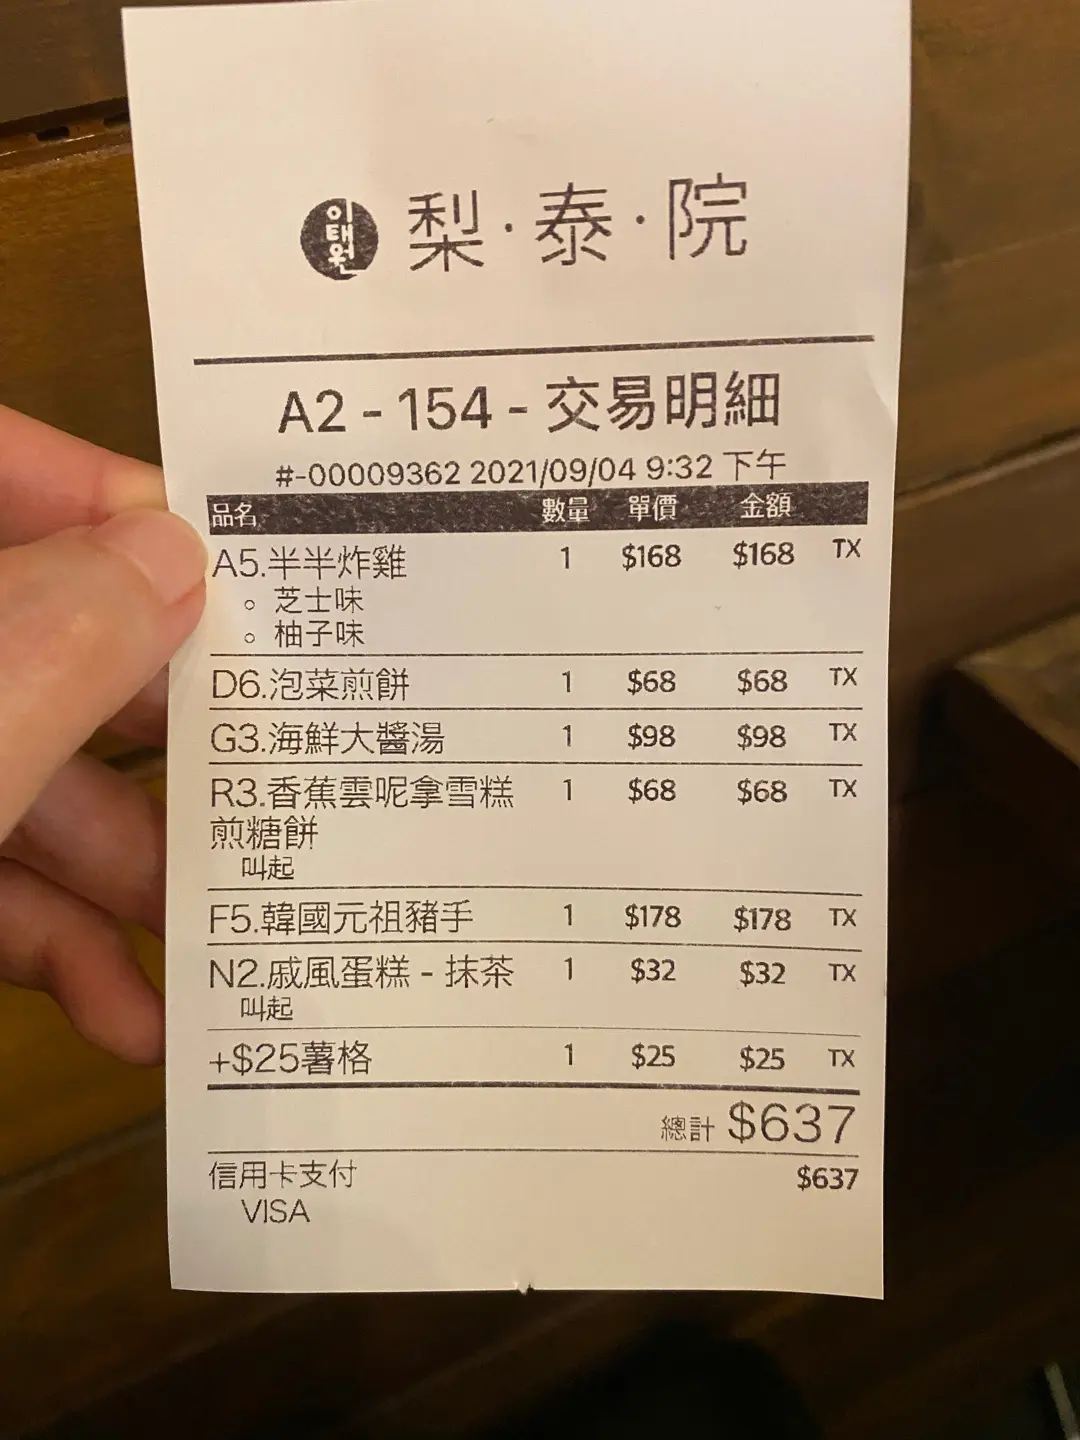 이태원 梨·泰·院
A2 - 154 - 交易明細
#-00009362 2021/09/04 9:32 下午
品名 數量 單價 金額
A5.半半炸雞 1 $168 $168 TX
芝士味
柚子味
D6.泡菜煎餅 1 $68 $68 TX
G3.海鮮大醬湯 1 $98 $98 TX
R3.香蕉雲呢拿雪糕 1 $68 $68 TX
煎糖餅
叫起
F5.韓國元祖豬手 1 $178 $178 TX
N2.戚風蛋糕 - 抹茶 1 $32 $32 TX
叫起
+$25薯格 1 $25 $25 TX
總計 $637
信用卡支付 $637
VISA